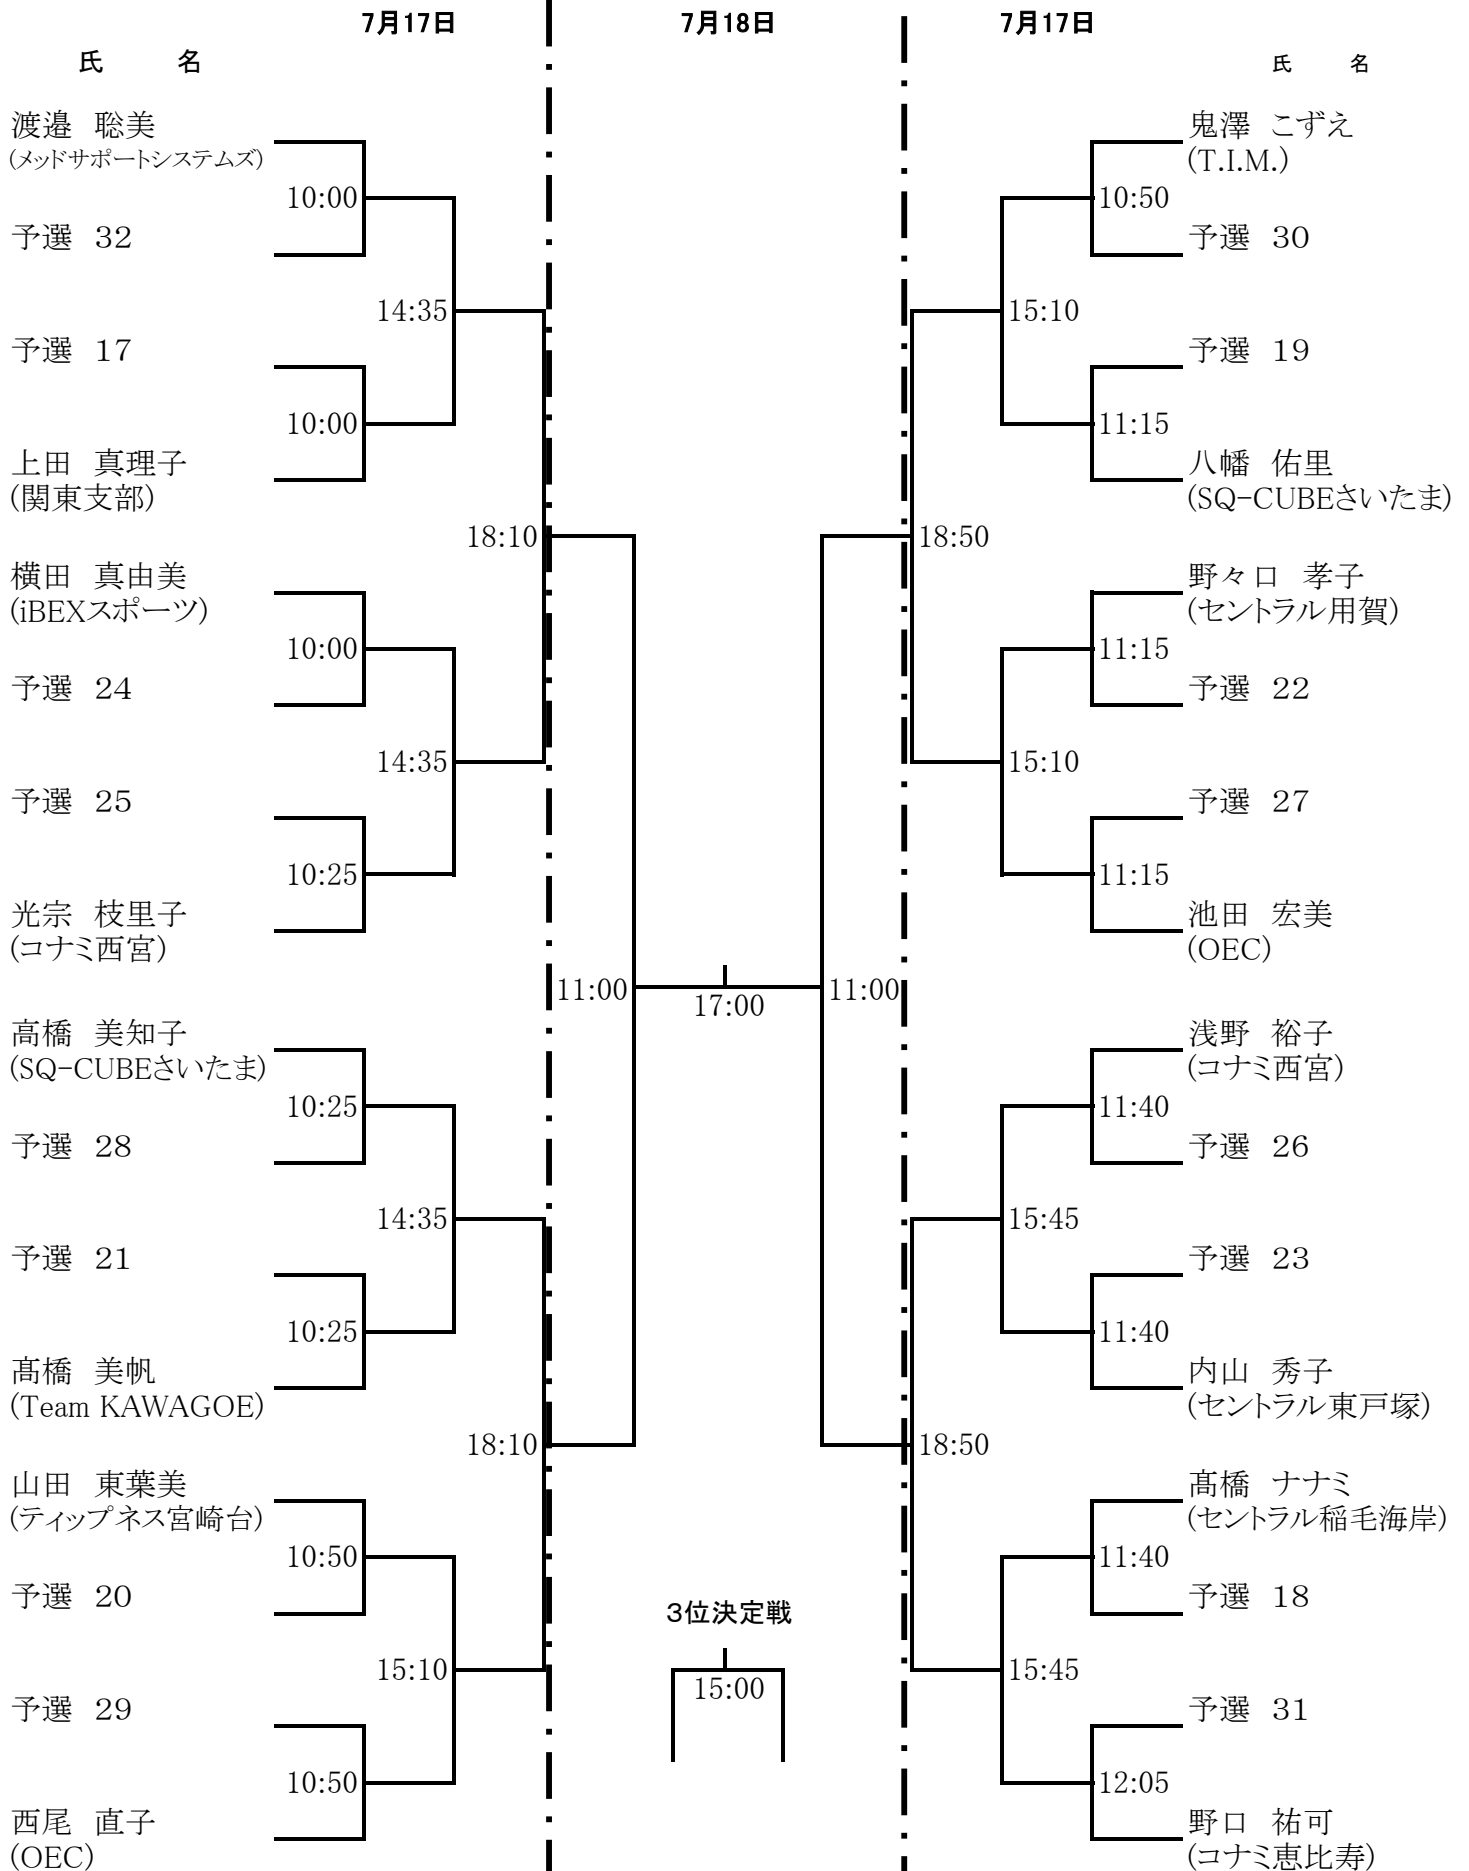 7月17日
7月18日
7月17日
氏　名
氏　名
渡邉　聡美
(メッドサポートシステムズ)
10:00
予選　32
14:35
予選　17
10:00
上田　真理子
(関東支部)
18:10
横田　真由美
(iBEXスポーツ)
10:00
予選　24
14:35
予選　25
10:25
光宗　枝里子
(コナミ西宮)
11:00
高橋　美知子
(SQ-CUBEさいたま)
10:25
予選　28
14:35
予選　21
10:25
髙橋　美帆
(Team KAWAGOE)
18:10
山田　東葉美
(ティップネス宮崎台)
10:50
予選　20
15:10
予選　29
10:50
西尾　直子
(OEC)
17:00
3位決定戦
15:00
鬼澤　こずえ
(T.I.M.)
10:50
予選　30
15:10
予選　19
11:15
八幡　佑里
(SQ-CUBEさいたま)
18:50
野々口　孝子
(セントラル用賀)
11:15
予選　22
15:10
予選　27
11:15
池田　宏美
(OEC)
11:00
浅野　裕子
(コナミ西宮)
11:40
予選　26
15:45
予選　23
11:40
内山　秀子
(セントラル東戸塚)
18:50
髙橋　ナナミ
(セントラル稲毛海岸)
11:40
予選　18
15:45
予選　31
12:05
野口　祐可
(コナミ恵比寿)